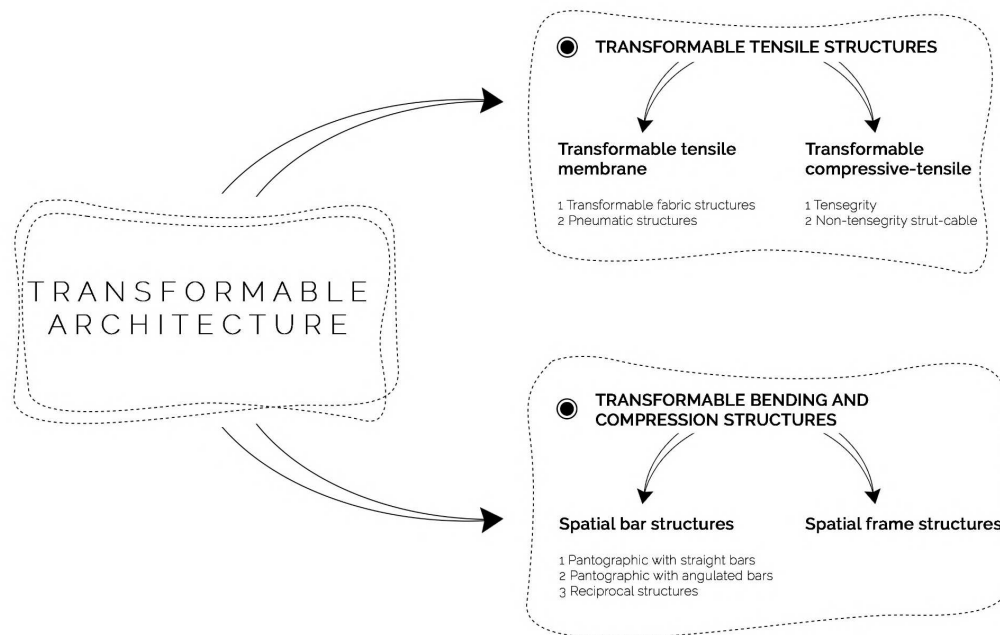 TRANSFORMABLE
ARCHITECTURE
TRANSFORMABLE TENSILE STRUCTURES
Transformable tensile
membrane
1 Transformable fabric structures
2 Pneumatic structures
Transformable
compressive-tensile
1 Tensegrity
2 Non-tensegrity strut-cable
TRANSFORMABLE BENDING AND
COMPRESSION STRUCTURES
Spatial bar structures
1 Pantographic with straight bars
2 Pantographic with angulated bars
3 Reciprocal structures
Spatial frame structures